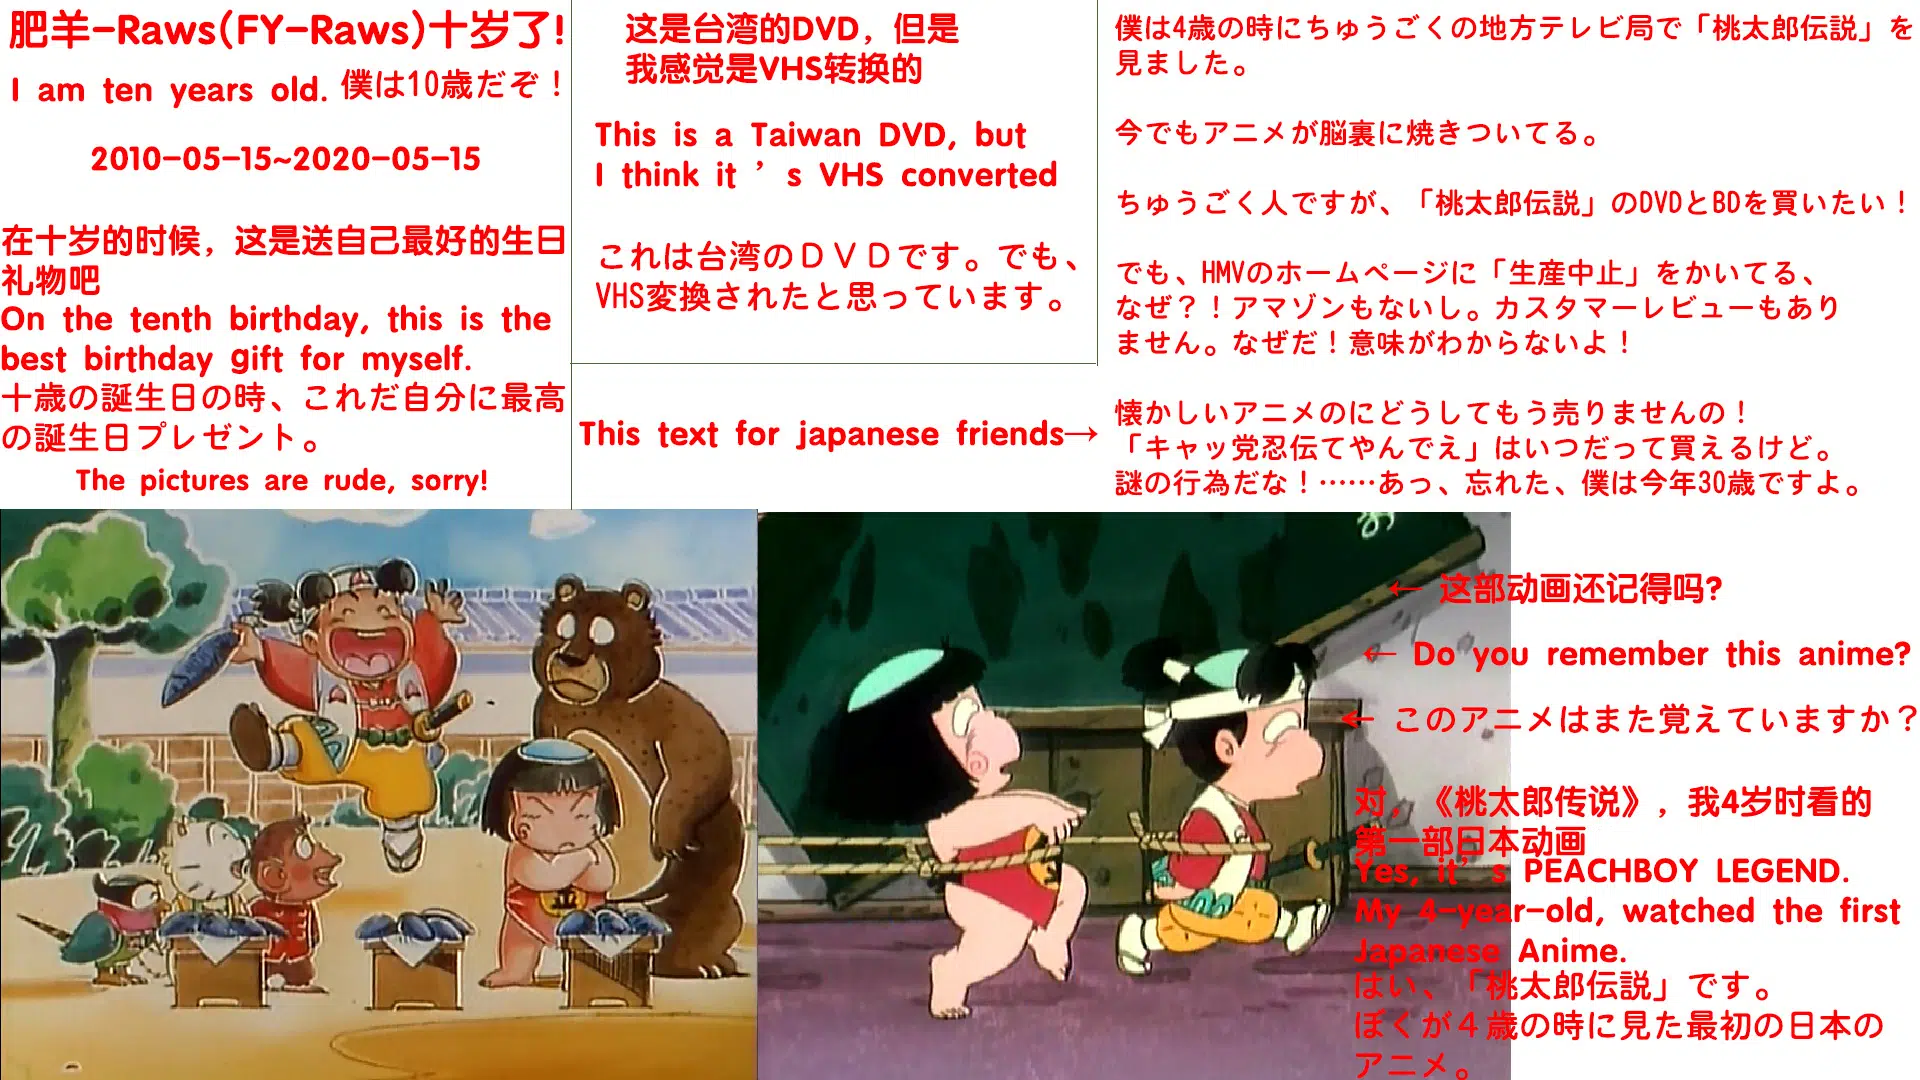 肥羊-Raws(FY-Raws)十岁了!
I am ten years old. 僕は10歳だぞ！
2010-05-15~2020-05-15
在十岁的时候，这是送自己最好的生日
礼物吧
On the tenth birthday, this is the
best birthday gift for myself.
十歳の誕生日の時、これだ自分に最高
の誕生日プレゼント。
The pictures are rude, sorry!
这是台湾的DVD，但是
我感觉是VHS转换的
This is a Taiwan DVD, but
I think it ’ s VHS converted
これは台湾のＤＶＤです。でも、
VHS変換されたと思っています。
This text for japanese friends→
僕は4歳の時にちゅうごくの地方テレビ局で「桃太郎伝説」を
見ました。
今でもアニメが脳裏に焼きついてる。
ちゅうごく人ですが、「桃太郎伝説」のDVDとBDを買いたい！
でも、HMVのホームページに「生産中止」をかいてる、
なぜ？！アマゾンもないし。カスタマーレビューもあり
ません。なぜだ！意味がわからないよ！
懐かしいアニメのにどうしてもう売りませんの！
「キャッ党忍伝てやんでえ」はいつだって買えるけど。
謎の行為だな！……あっ、忘れた、僕は今年30歳ですよ。
← 这部动画还记得吗?
← Do you remember this anime?
← このアニメはまた覚えていますか？
对，《桃太郎传说》，我4岁时看的
第一部日本动画
Yes, it’s PEACHBOY LEGEND.
My 4-year-old, watched the first
Japanese Anime.
はい、「桃太郎伝説」です。
ぼくが４歳の時に見た最初の日本の
アニメ。